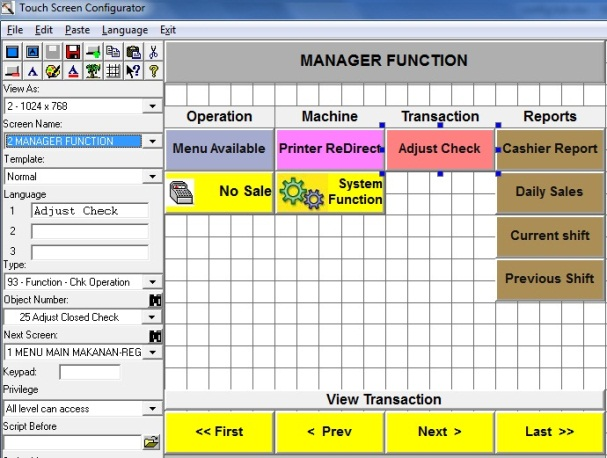 Touch Screen Configurator
File Edit Paste Language Exit
View As:
2 - 1024 x 768
Screen Name:
2 MANAGER FUNCTION
Template:
Normal
Language
1 Adjust Check
2
3
Type:
93 - Function - Chk Operation
Object Number:
25 Adjust Closed Check
Next Screen:
1 MENU MAIN MAKANAN-REG
Keypad:
Privilege
All level can access
Script Before
MANAGER FUNCTION
Operation Machine Transaction Reports
Menu Available Printer ReDirect Adjust Check Cashier Report
No Sale
System
Function
Daily Sales
Current shift
Previous Shift
View Transaction
<< First < Prev Next > Last >>